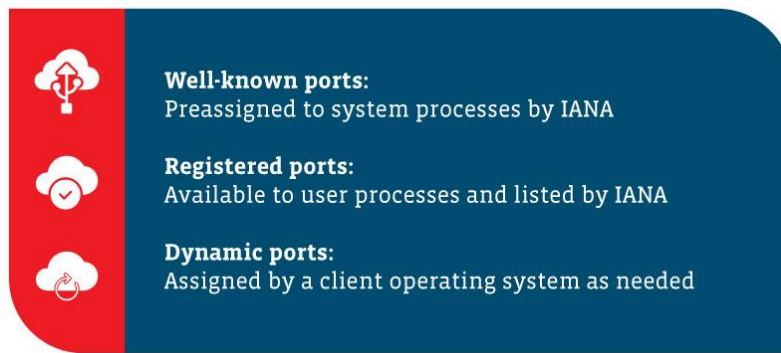 Well-known ports:
Preassigned to system processes by IANA
Registered ports:
Available to user processes and listed by IANA
Dynamic ports:
Assigned by a client operating system as needed